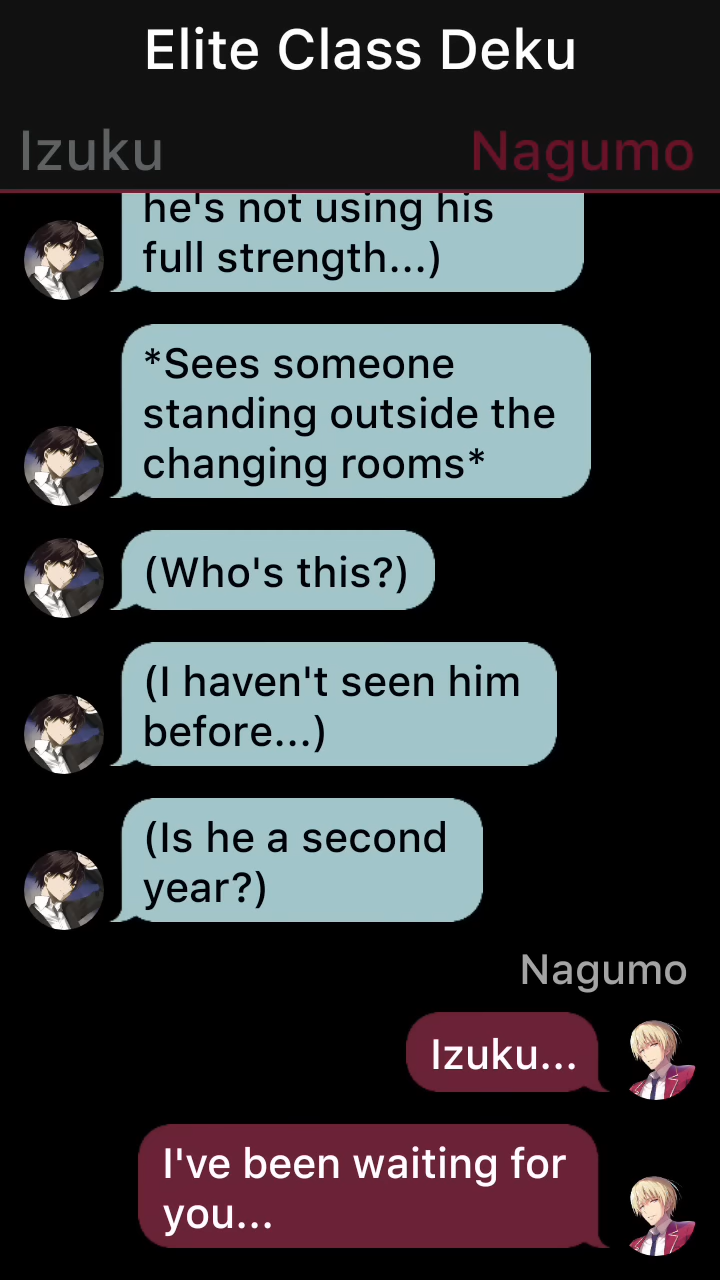 Elite Class Deku
Izuku
Nagumo
he's not using his
full strength...)
*Sees someone
standing outside the
changing rooms*
(Who's this?)
(I haven't seen him
before...)
(Is he a second
year?)
Nagumo
Izuku...
I've been waiting for
you...